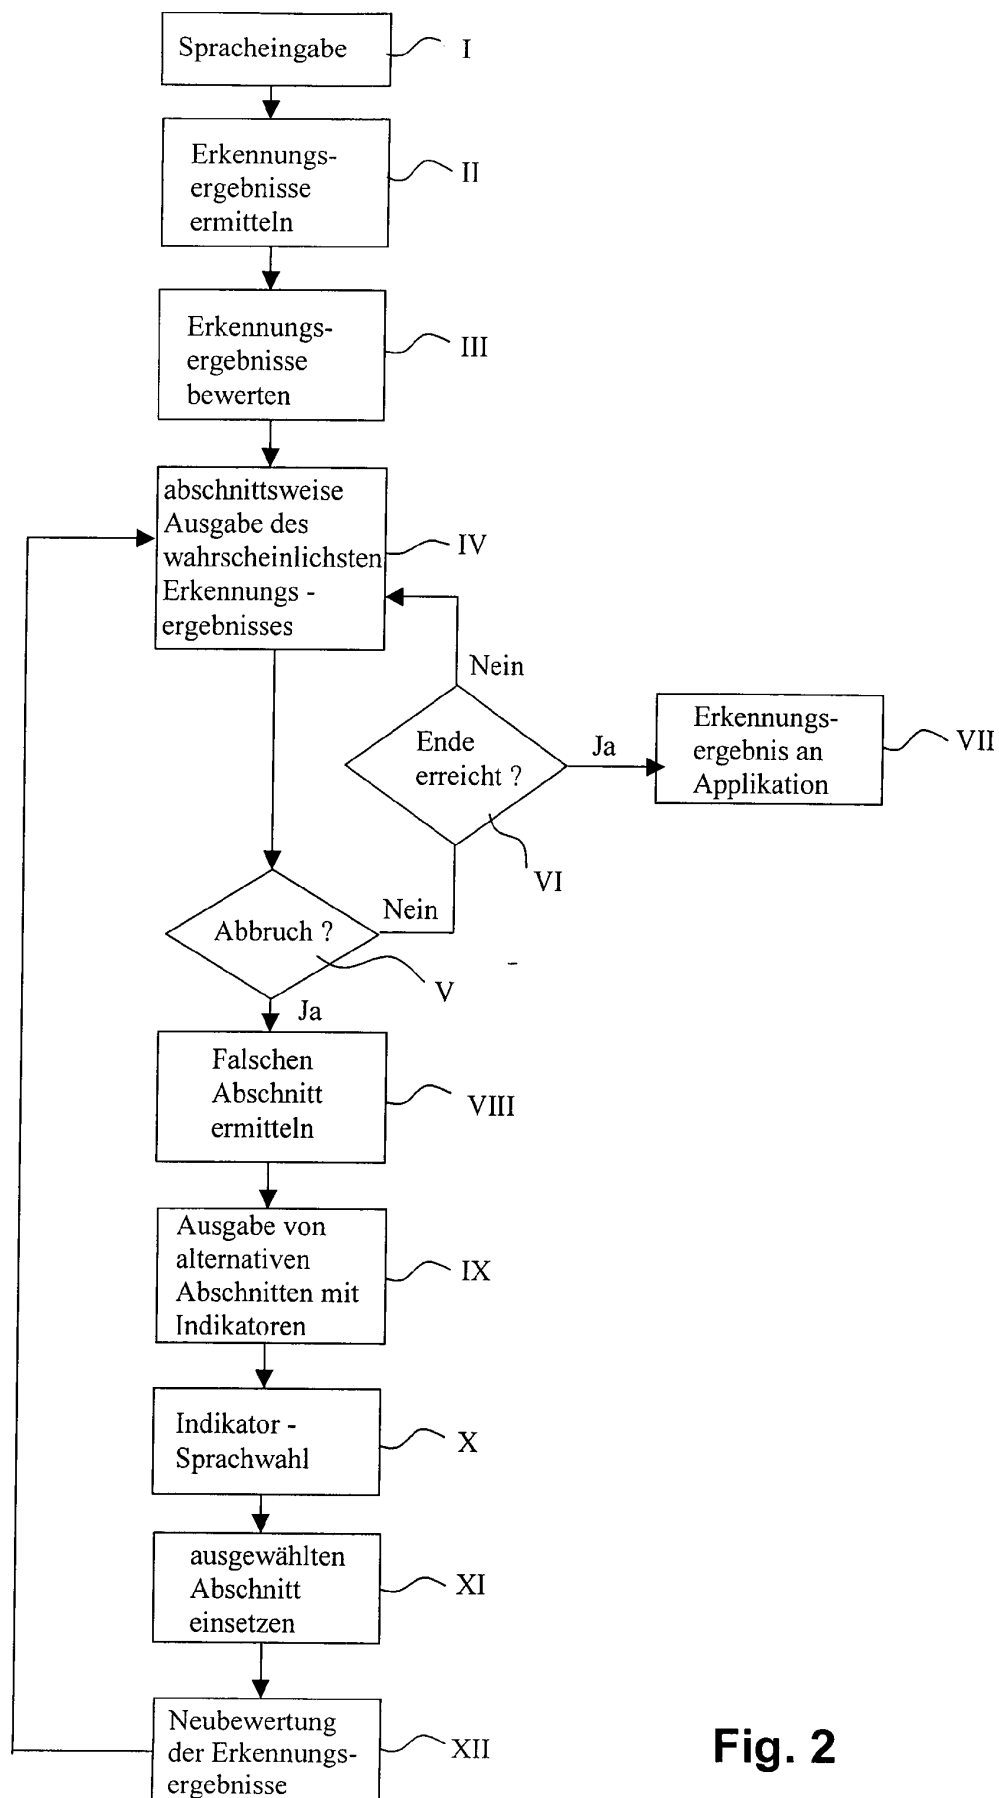 Spracheingabe
I
Erkennungs-
ergebnisse
ermitteln
II
Erkennungs-
ergebnisse
bewerten
III
abschnittsweise
Ausgabe des
wahrscheinlichsten
Erkennungs -
ergebnisses
IV
Nein
Ende
erreicht ?
VI
Ja
Erkennungs-
ergebnis an
Applikation
VII
Abbruch ?
Nein
V
Ja
Falschen
Abschnitt
ermitteln
VIII
Ausgabe von
alternativen
Abschnitten mit
Indikatoren
IX
Indikator -
Sprachwahl
X
ausgewählten
Abschnitt
einsetzen
XI
Neubewertung
der Erkennungs-
ergebnisse
XII
Fig. 2